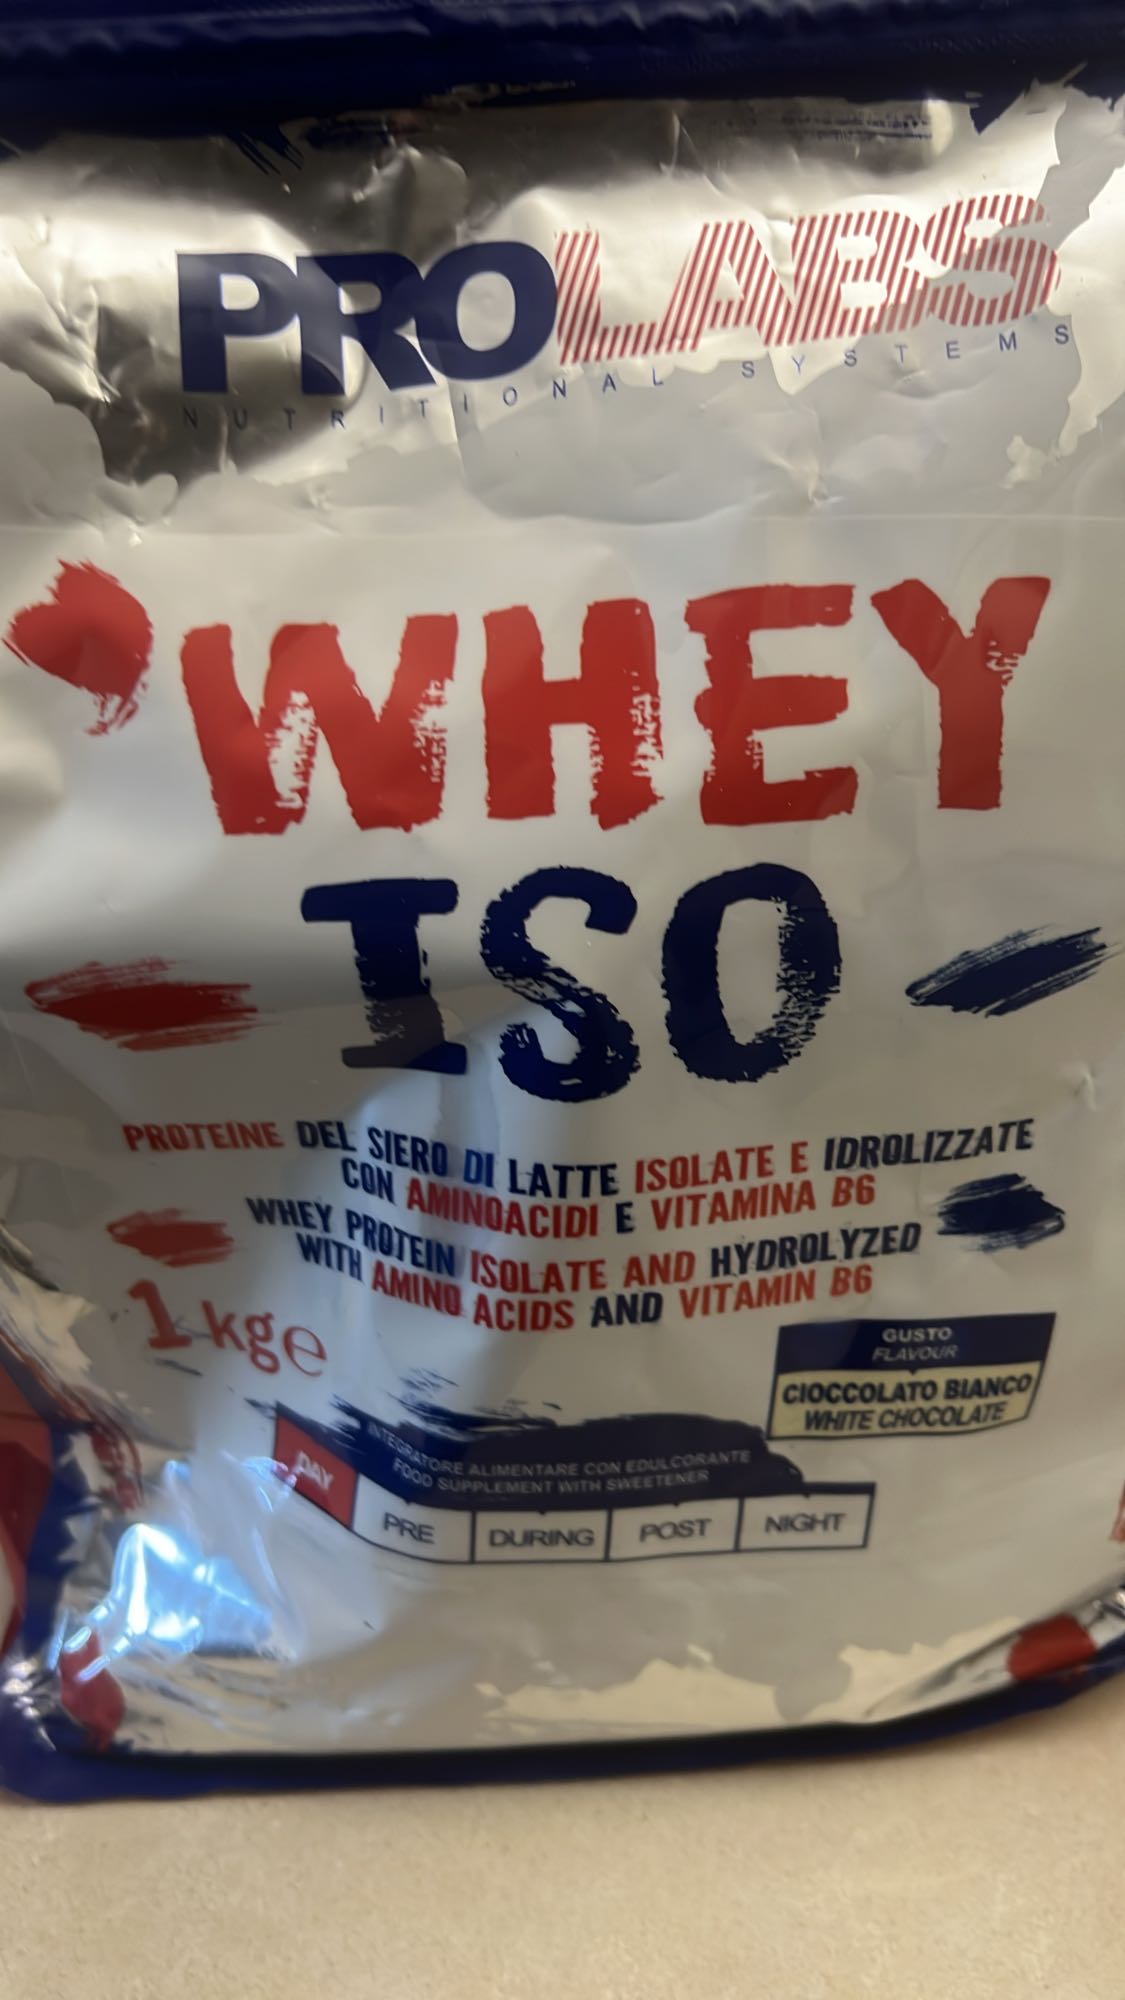 PROLABS
NUTRITIONAL SYSTEMS
WHEY
ISO
PROTEINE DEL SIERO DI LATTE ISOLATE E IDROLIZZATE
CON AMINOACIDI E VITAMINA B6
WHEY PROTEIN ISOLATE AND HYDROLYZED
WITH AMINO ACIDS AND VITAMIN B6
1 kg e
GUSTO
FLAVOUR
CIOCCOLATO BIANCO
WHITE CHOCOLATE
INTEGRATORE ALIMENTARE CON EDULCORANTE
FOOD SUPPLEMENT WITH SWEETENER
DAY
PRE
DURING
POST
NIGHT